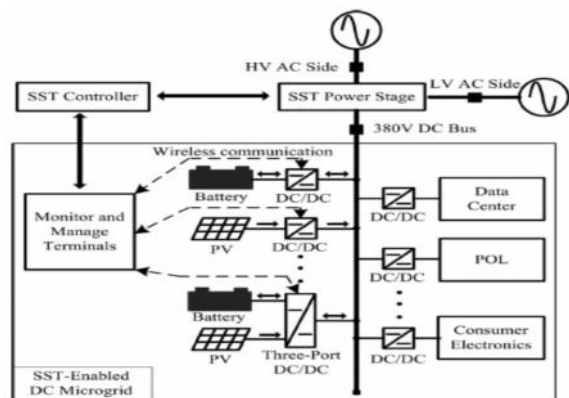 HV AC Side
LV AC Side
SST Controller
SST Power Stage
380V DC Bus
Wireless communication
Monitor and
Manage
Terminals
Battery
DC/DC
PV
DC/DC
Battery
PV
Three-Port
DC/DC
DC/DC
Data
Center
DC/DC
POL
DC/DC
Consumer
Electronics
SST-Enabled
DC Microgrid